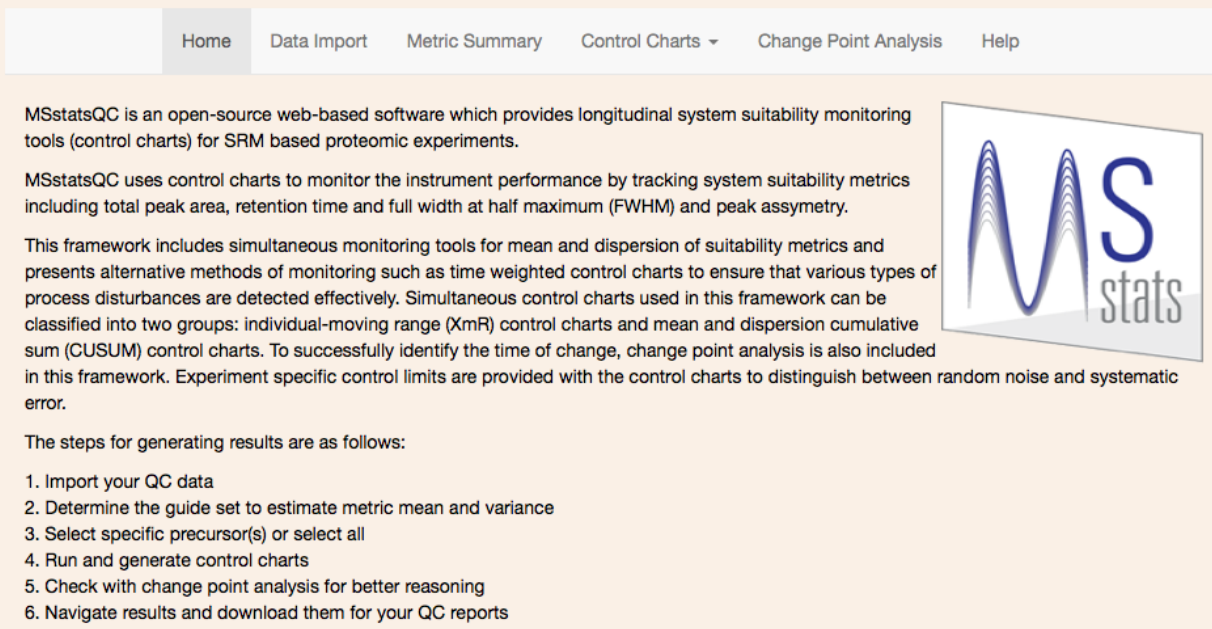 Home Data Import Metric Summary Control Charts Change Point Analysis Help
MSstatsQC is an open-source web-based software which provides longitudinal system suitability monitoring
tools (control charts) for SRM based proteomic experiments.
MSstatsQC uses control charts to monitor the instrument performance by tracking system suitability metrics
including total peak area, retention time and full width at half maximum (FWHM) and peak assymetry.
This framework includes simultaneous monitoring tools for mean and dispersion of suitability metrics and
presents alternative methods of monitoring such as time weighted control charts to ensure that various types of
process disturbances are detected effectively. Simultaneous control charts used in this framework can be
classified into two groups: individual-moving range (XmR) control charts and mean and dispersion cumulative
sum (CUSUM) control charts. To successfully identify the time of change, change point analysis is also included
in this framework. Experiment specific control limits are provided with the control charts to distinguish between random noise and systematic
error.
The steps for generating results are as follows:
1. Import your QC data
2. Determine the guide set to estimate metric mean and variance
3. Select specific precursor(s) or select all
4. Run and generate control charts
5. Check with change point analysis for better reasoning
6. Navigate results and download them for your QC reports
MS
stats